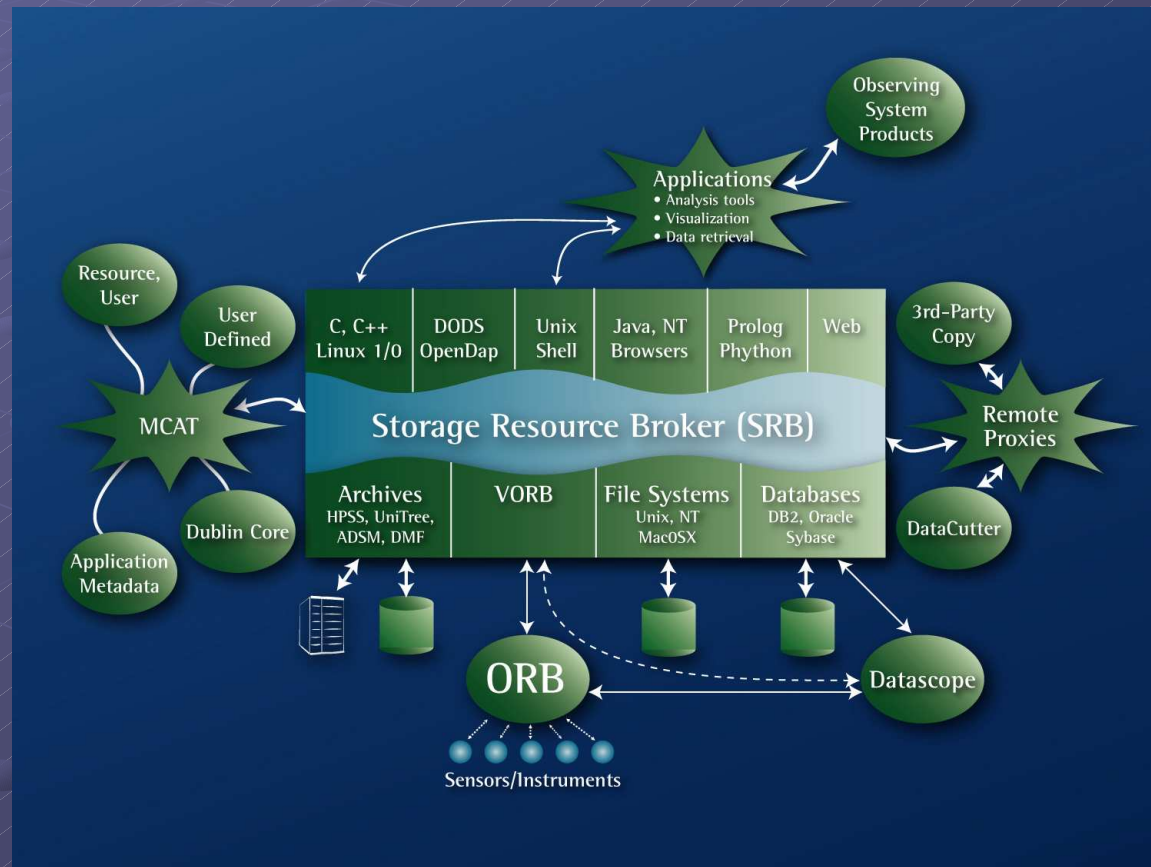 Observing
System
Products
Applications
• Analysis tools
• Visualization
• Data retrieval
Resource,
User
User
Defined
MCAT
Dublin Core
Application
Metadata
C, C++
Linux 1/0
DODS
OpenDap
Unix
Shell
Java, NT
Browsers
Prolog
Phython
Web
Storage Resource Broker (SRB)
Archives
HPSS, UniTree,
ADSM, DMF
VORB
File Systems
Unix, NT
MacOSX
Databases
DB2, Oracle
Sybase
3rd-Party
Copy
Remote
Proxies
DataCutter
ORB
Datascope
Sensors/Instruments